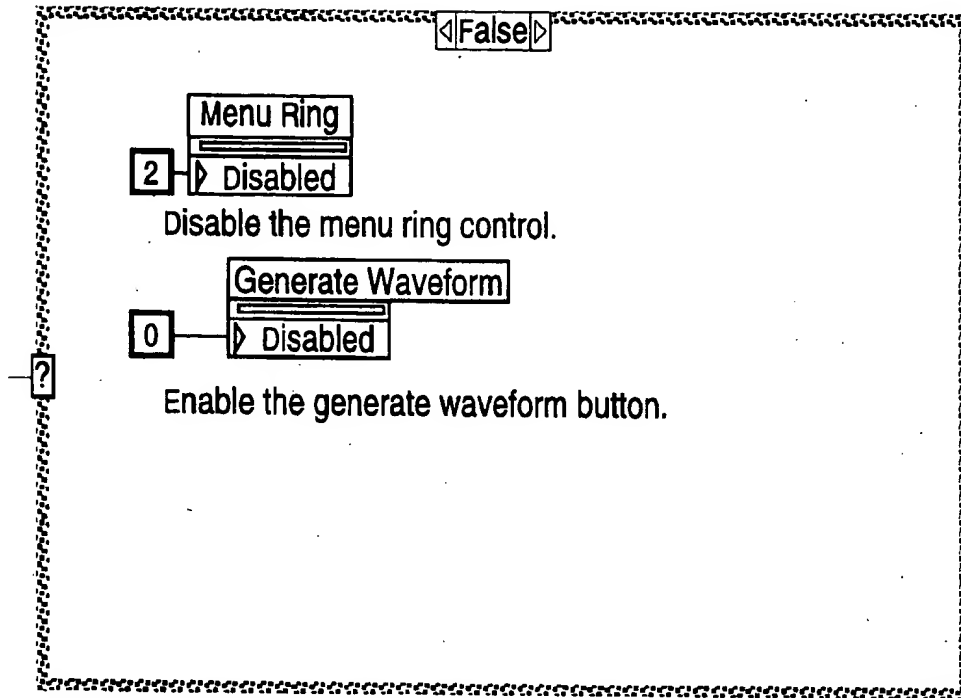 False
Menu Ring
2 Disabled
Disable the menu ring control.
Generate Waveform
0 Disabled
?
Enable the generate waveform button.